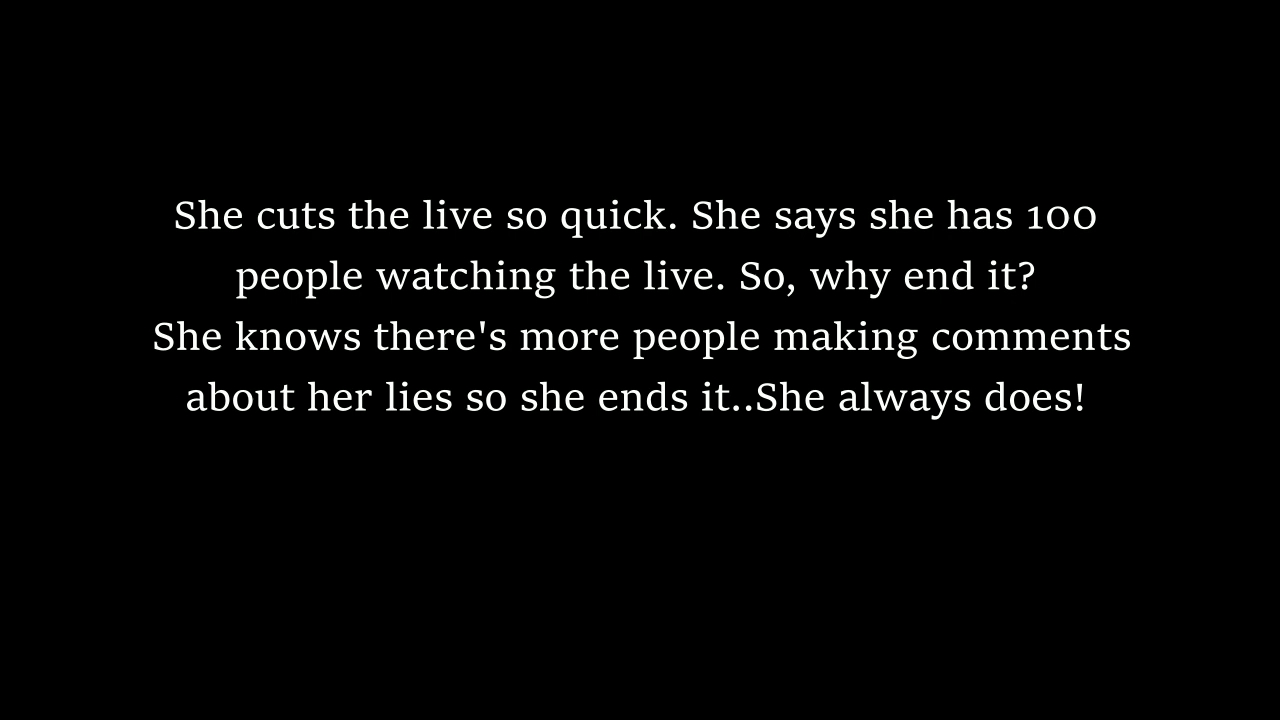 She cuts the live so quick. She says she has 100
people watching the live. So, why end it?
She knows there's more people making comments
about her lies so she ends it..She always does!